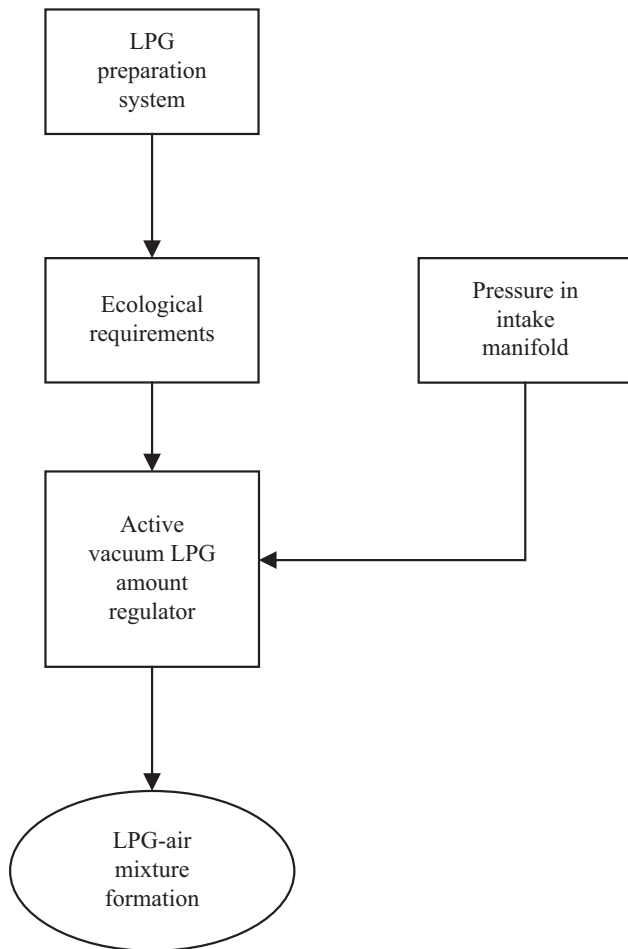 LPG
preparation
system
Ecological
requirements
Pressure in
intake
manifold
Active
vacuum LPG
amount
regulator
LPG-air
mixture
formation